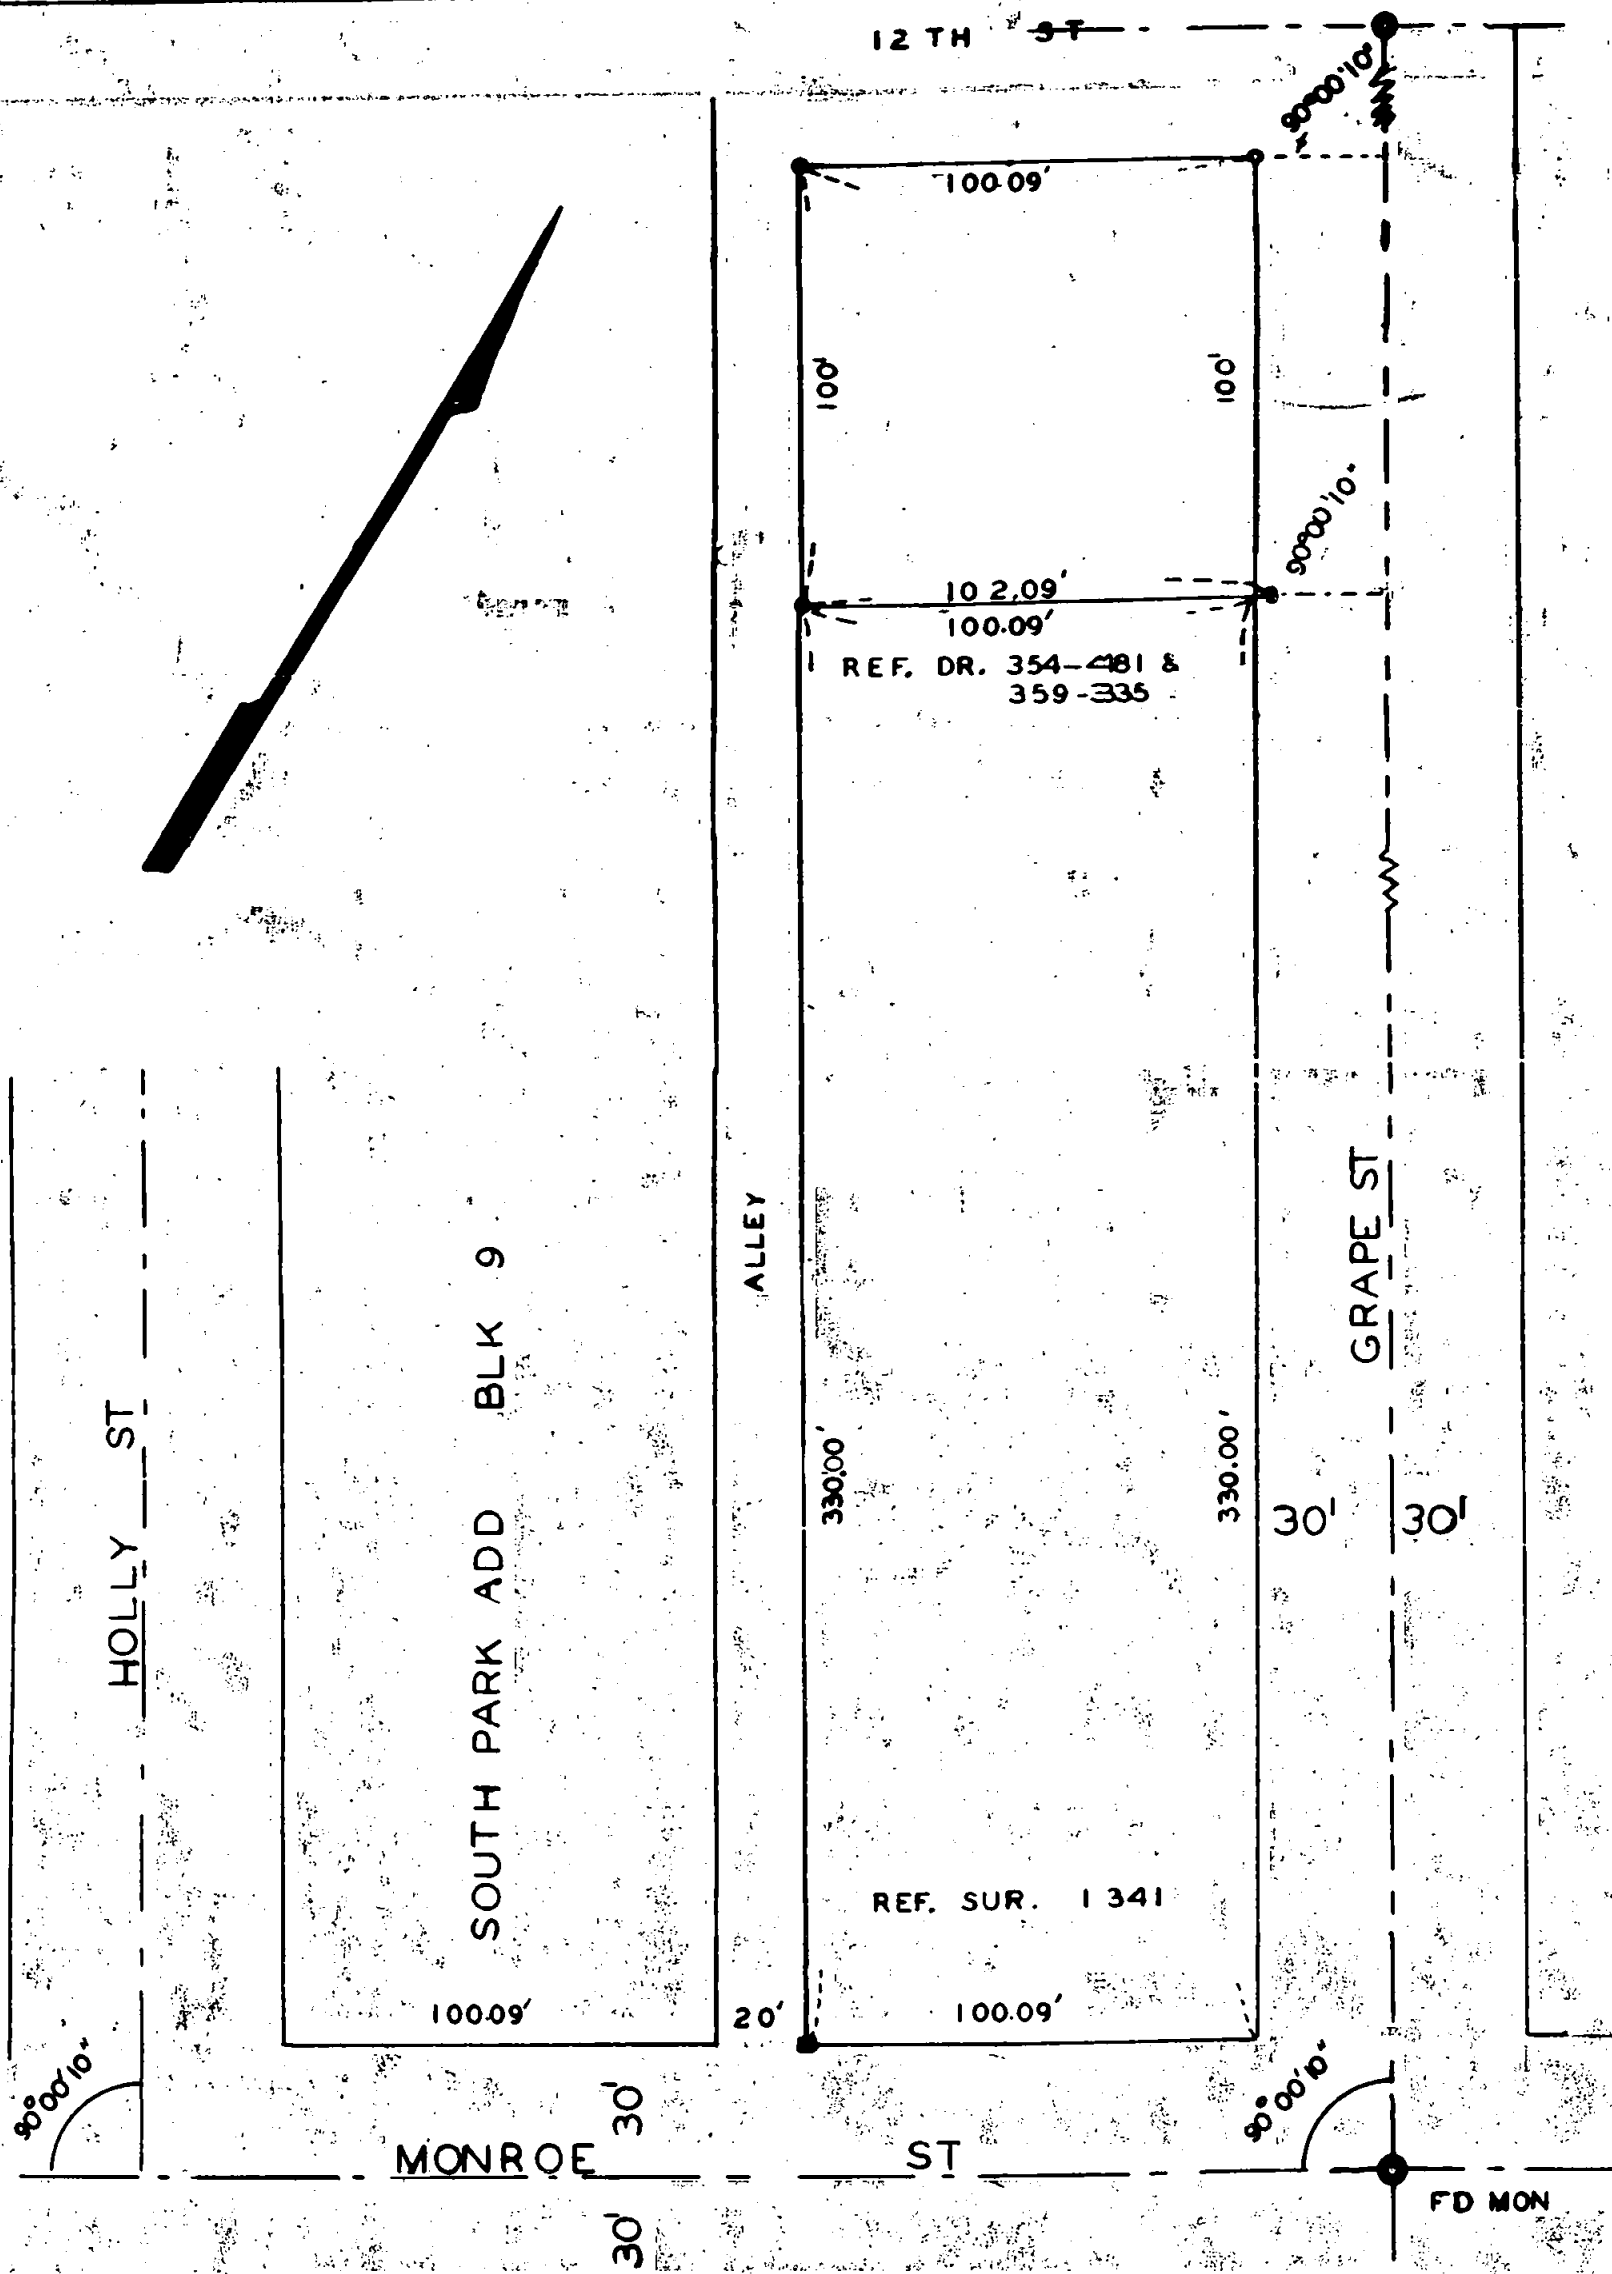 12 TH ST
90°00'10"
100.09'
100'
100'
90°00'10"
102.09'
100.09'
REF. DR. 354-481 &
359-335
ALLEY
GRAPE ST
HOLLY ST
SOUTH PARK ADD BLK 9
330.00'
330.00'
30'
30'
REF. SUR. 1341
100.09'
20'
100.09'
90°00'10"
90°00'10"
30'
MONROE ST
FD MON
30'